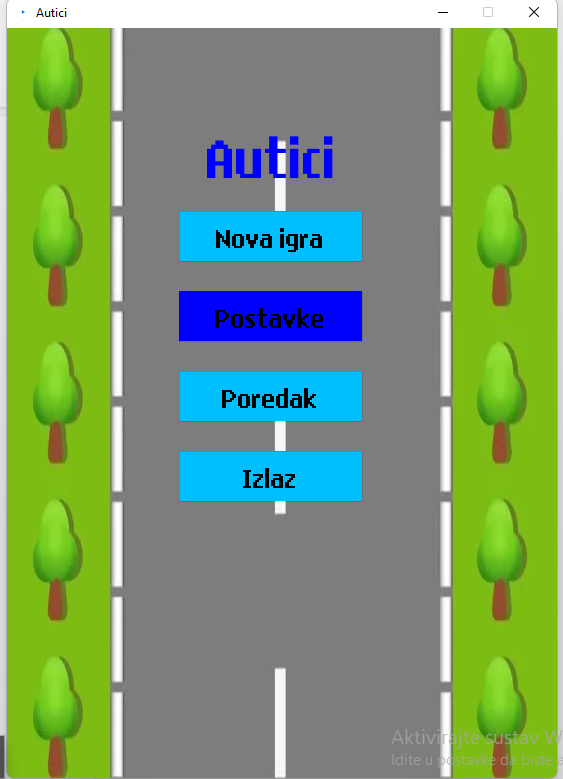 Autici
Autici
Nova igra
Postavke
Poredak
Izlaz
Aktivirajte sustav W
Idite u postavke da biste a